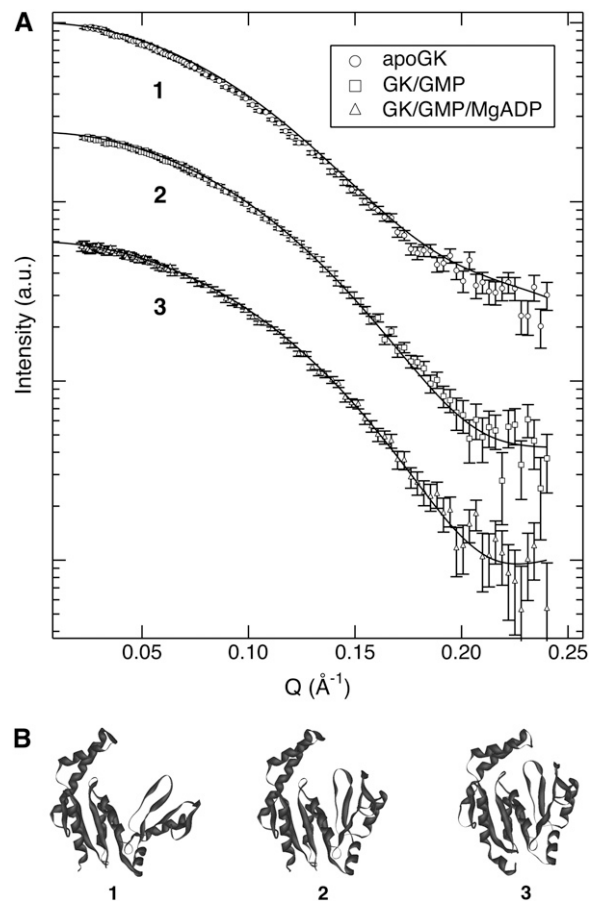 A
apoGK
GK/GMP
GK/GMP/MgADP
1
2
3
Intensity (a.u.)
0.05 0.10 0.15 0.20 0.25
Q (Å⁻¹)
B
1 2 3